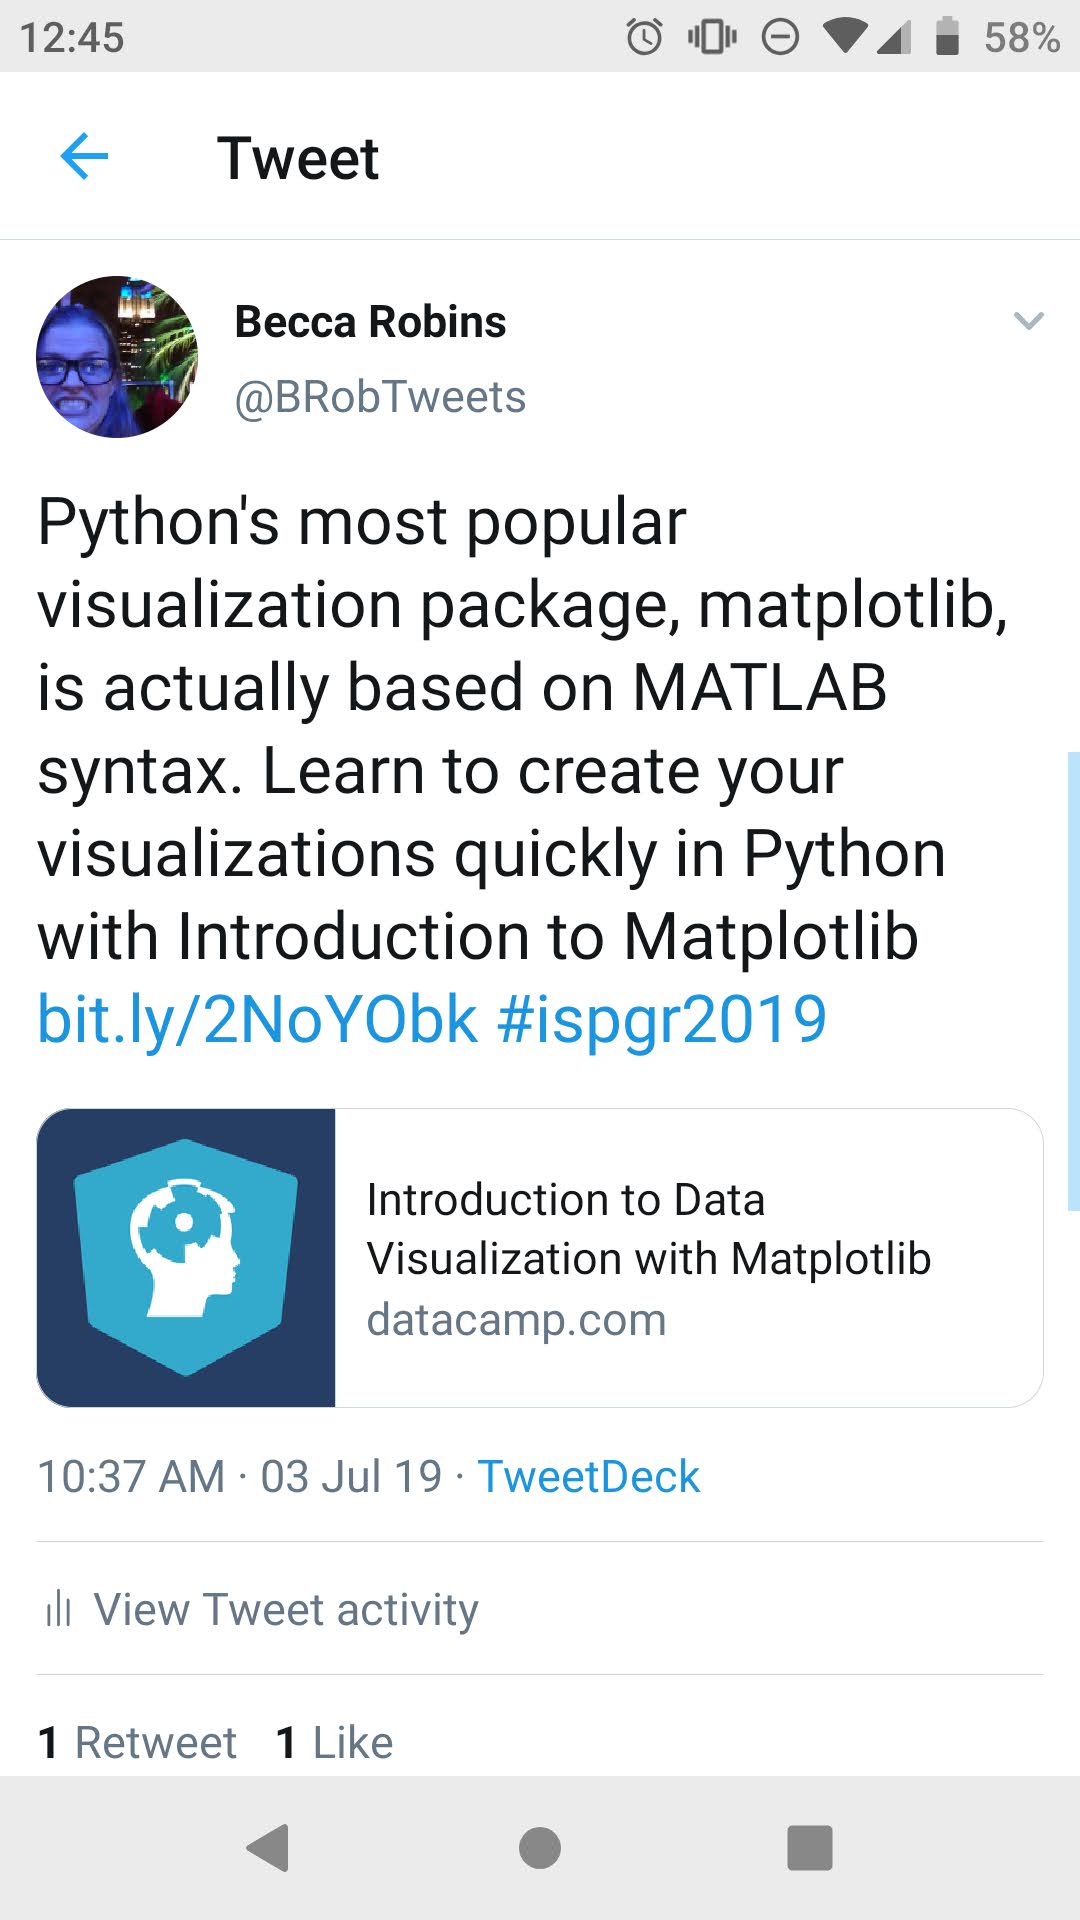 12:45
58%
Tweet
Becca Robins
@BRobTweets
Python's most popular
visualization package, matplotlib,
is actually based on MATLAB
syntax. Learn to create your
visualizations quickly in Python
with Introduction to Matplotlib
bit.ly/2NoYObk #ispgr2019
Introduction to Data
Visualization with Matplotlib
datacamp.com
10:37 AM · 03 Jul 19 · TweetDeck
View Tweet activity
1 Retweet 1 Like